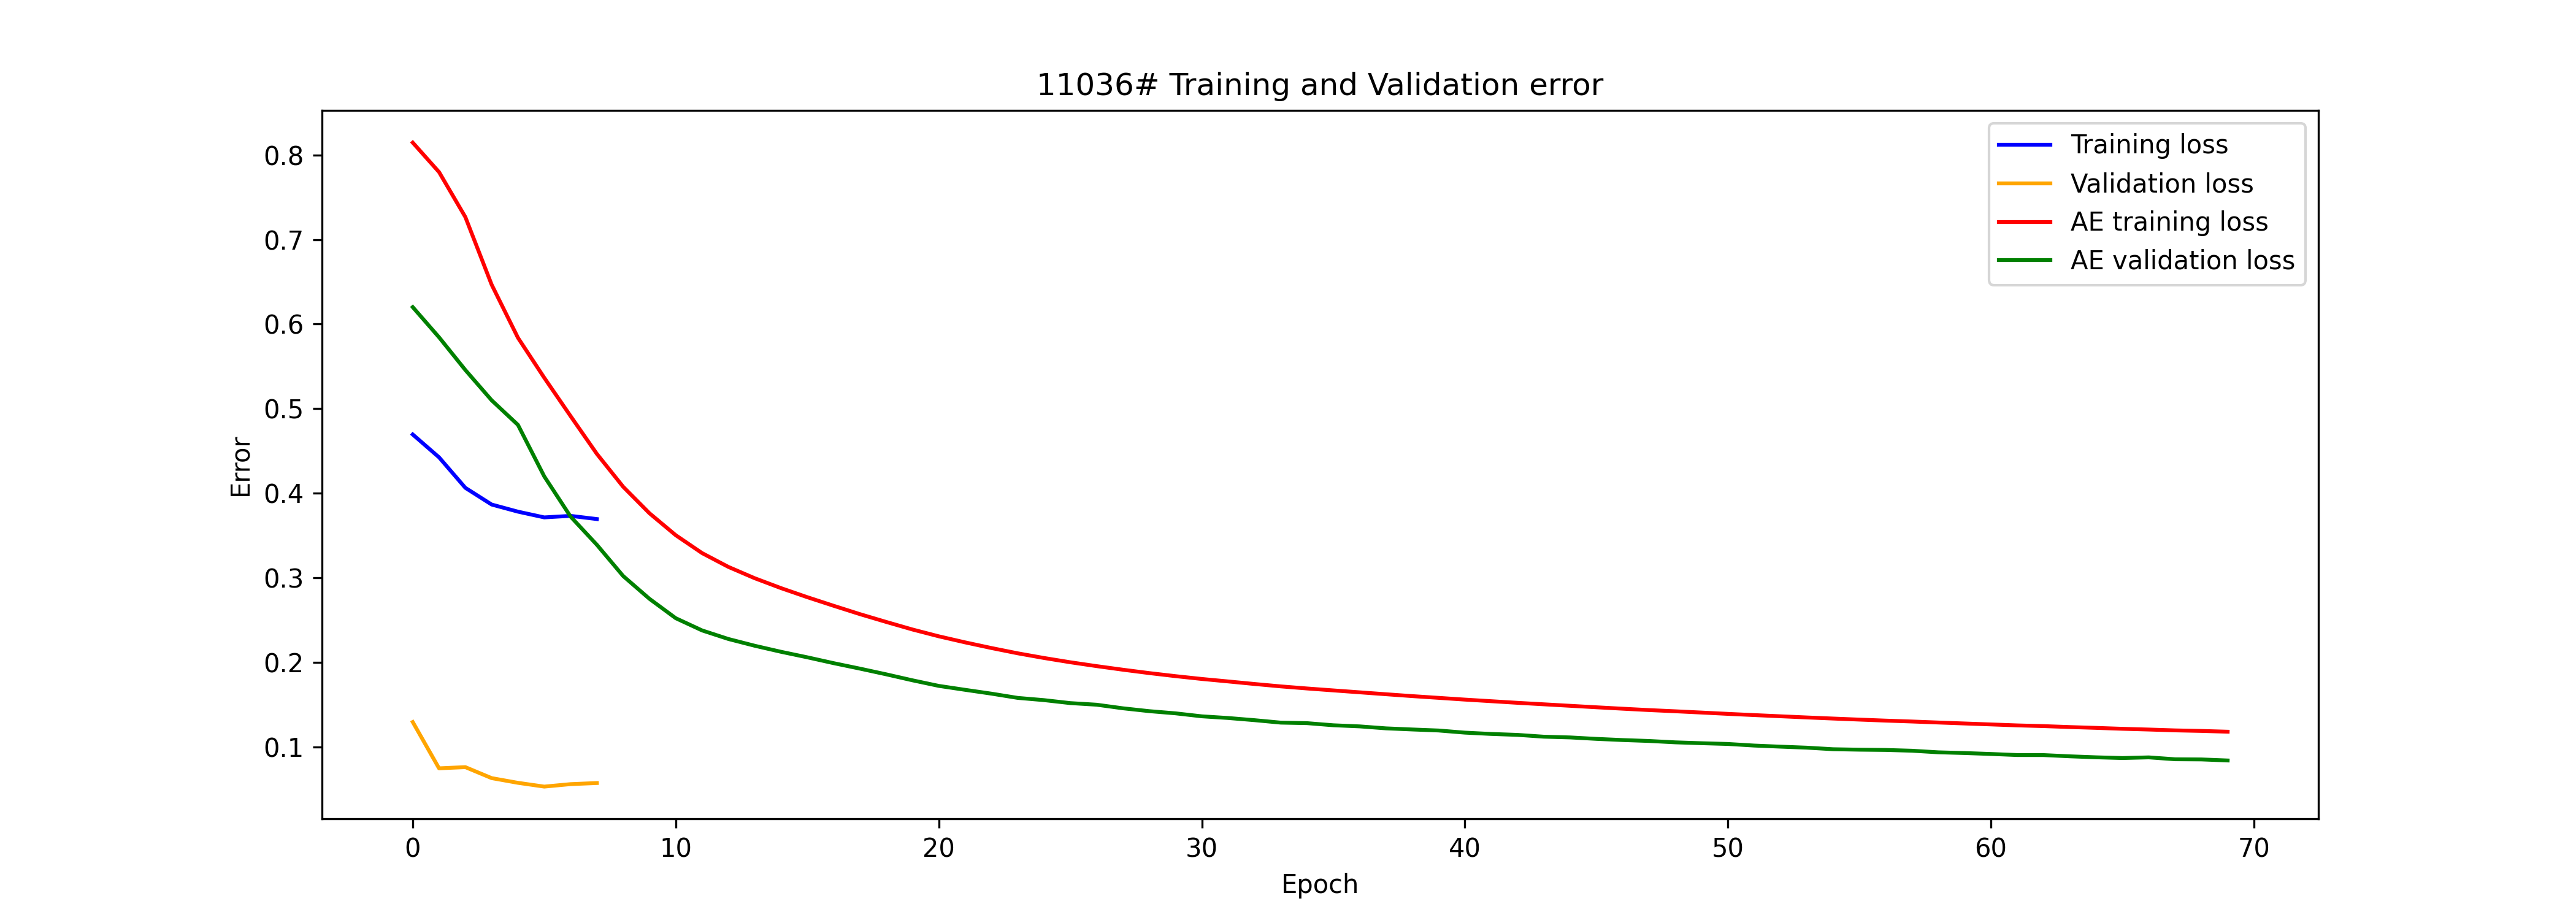 11036# Training and Validation error
Training loss
Validation loss
AE training loss
AE validation loss
0.8
0.7
0.6
0.5
0.4
0.3
0.2
0.1
Error
0 10 20 30 40 50 60 70
Epoch